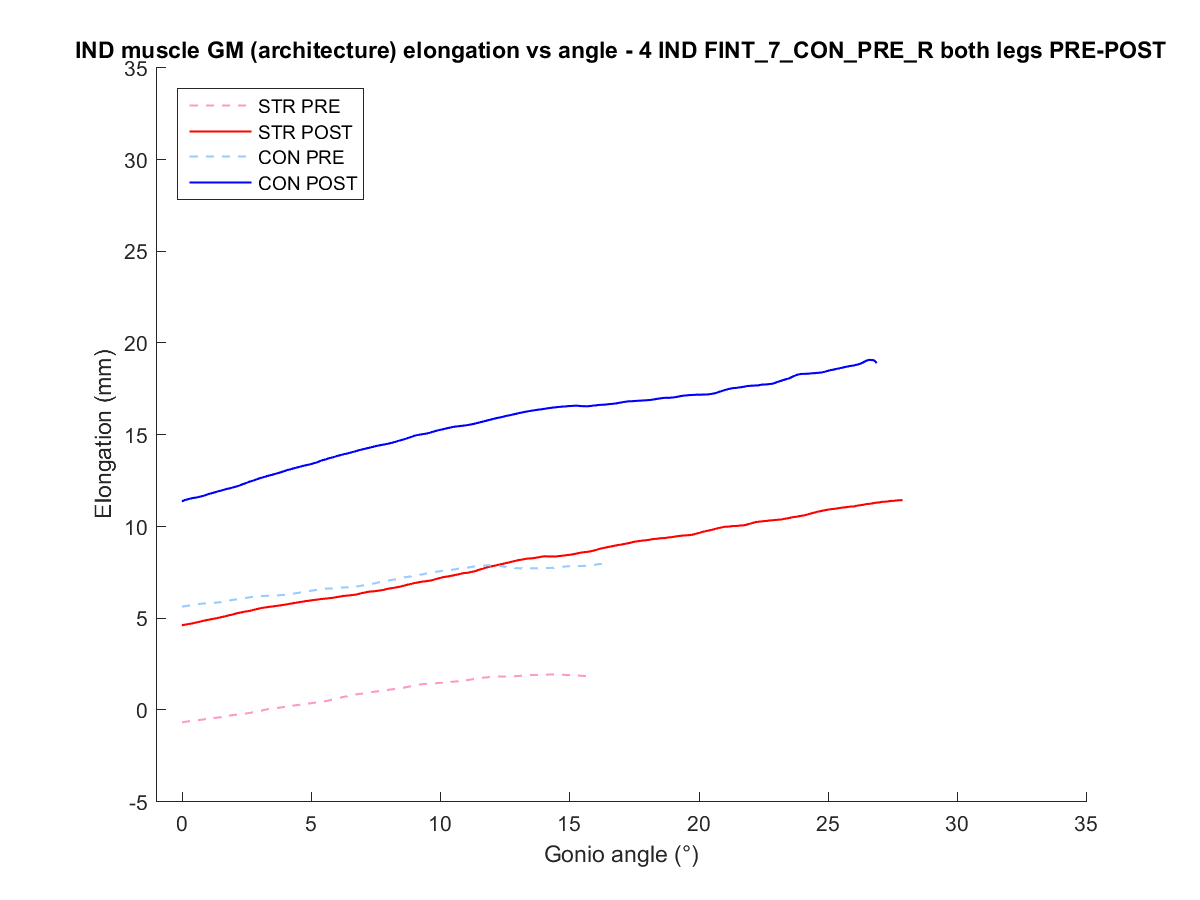 IND muscle GM (architecture) elongation vs angle - 4 IND FINT_7_CON_PRE_R both legs PRE-POST
35
30
25
20
15
10
5
0
-5
STR PRE
STR POST
CON PRE
CON POST
Elongation (mm)
0 5 10 15 20 25 30 35
Gonio angle (°)